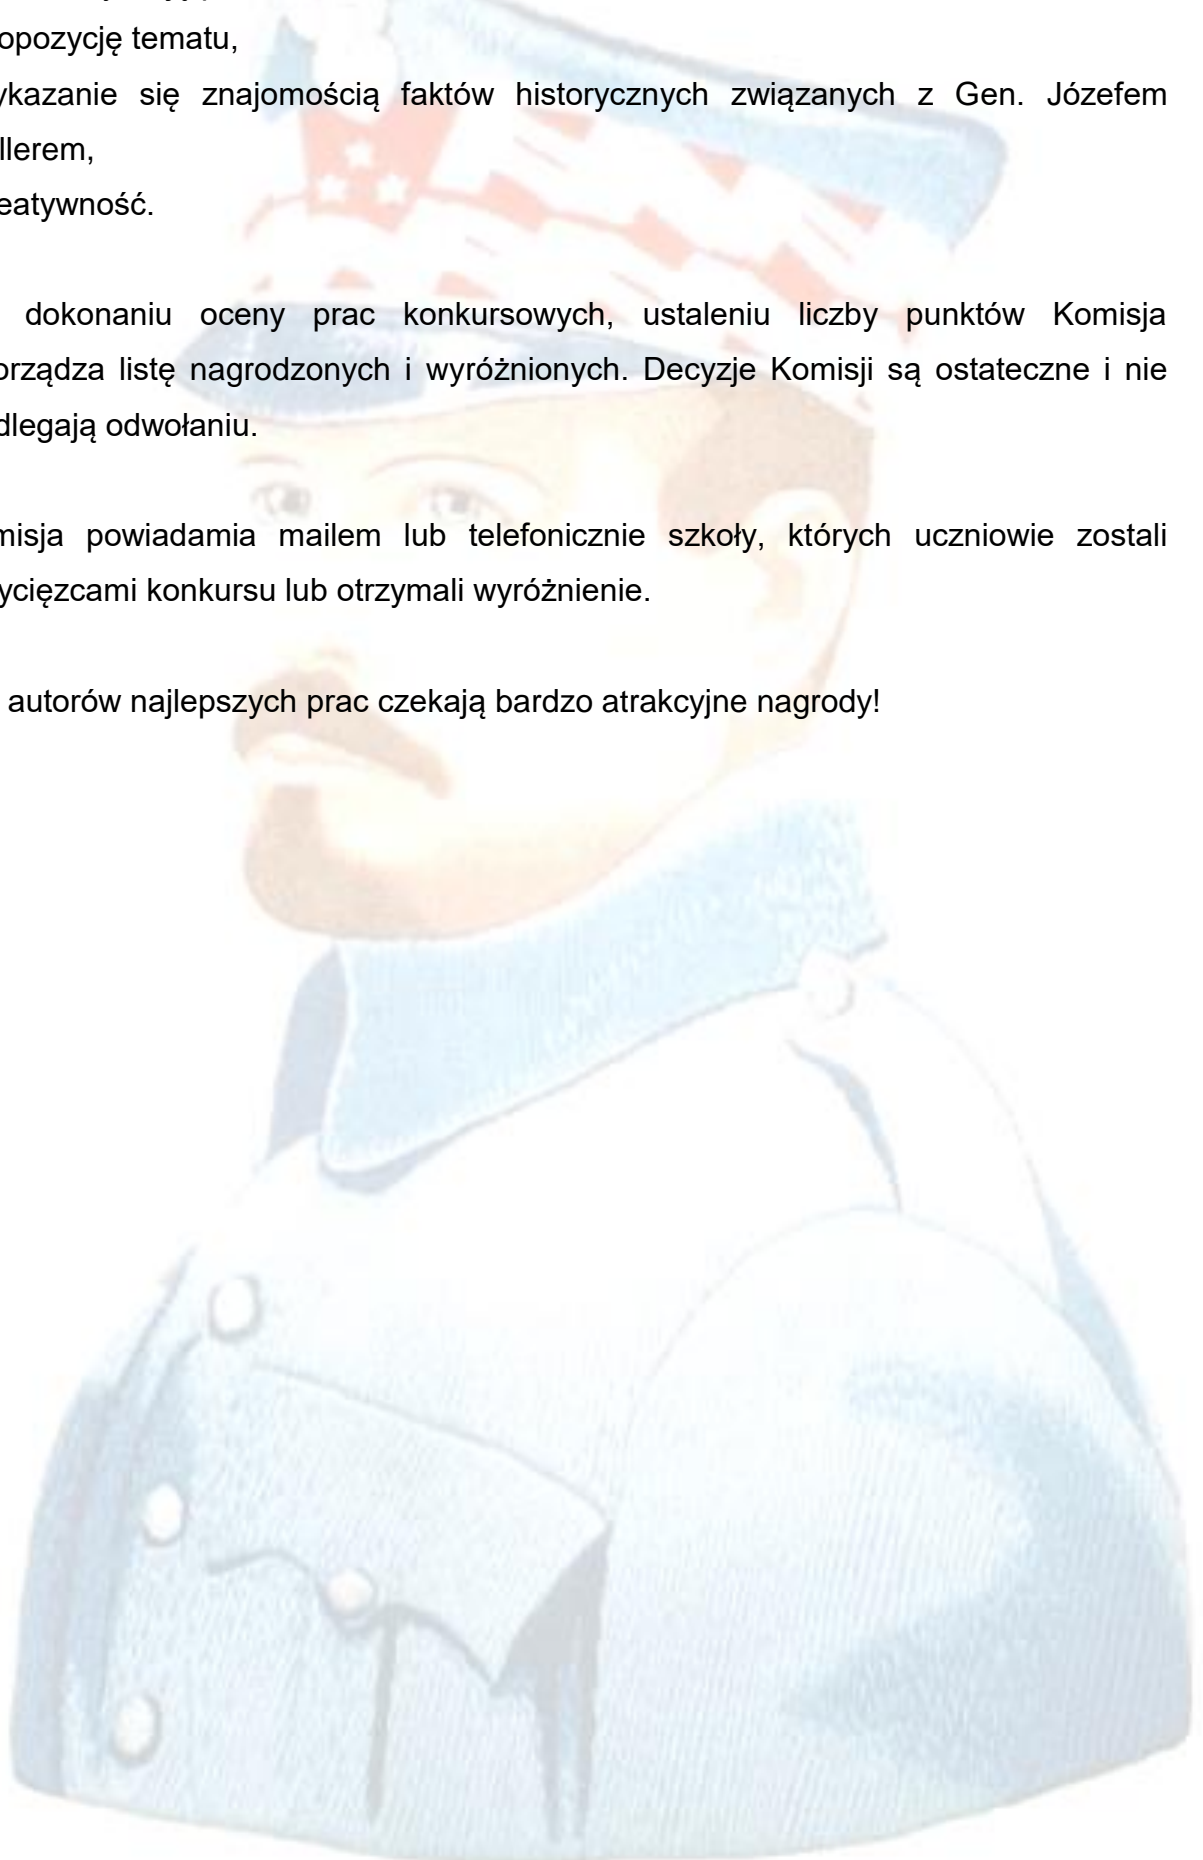 opozycję tematu,
ykazanie się znajomością faktów historycznych związanych z Gen. Józefem
llerem,
eatywność.
dokonaniu oceny prac konkursowych, ustaleniu liczby punktów Komisja
orządza listę nagrodzonych i wyróżnionych. Decyzje Komisji są ostateczne i nie
dlegają odwołaniu.
misja powiadamia mailem lub telefonicznie szkoły, których uczniowie zostali
ycięzcami konkursu lub otrzymali wyróżnienie.
autorów najlepszych prac czekają bardzo atrakcyjne nagrody!